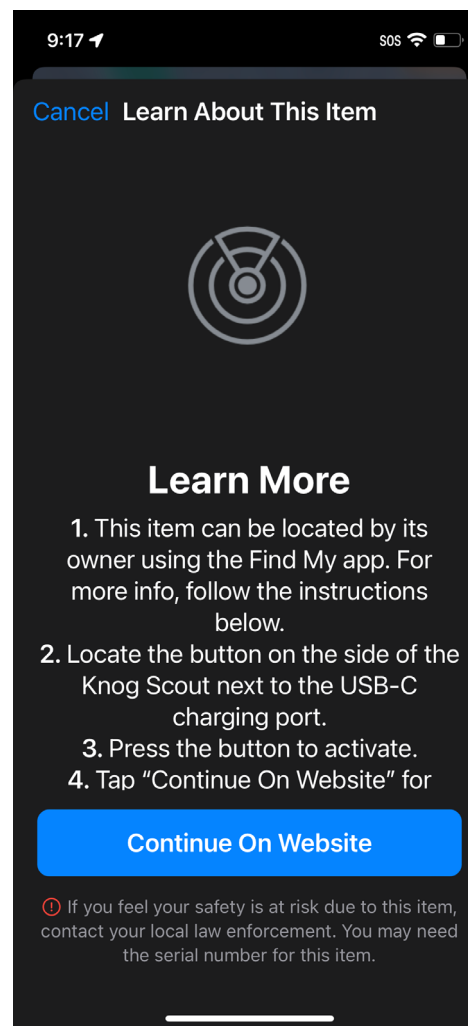 9:17
SOS
Cancel Learn About This Item
Learn More
1. This item can be located by its
owner using the Find My app. For
more info, follow the instructions
below.
2. Locate the button on the side of the
Knog Scout next to the USB-C
charging port.
3. Press the button to activate.
4. Tap “Continue On Website” for
Continue On Website
If you feel your safety is at risk due to this item,
contact your local law enforcement. You may need
the serial number for this item.